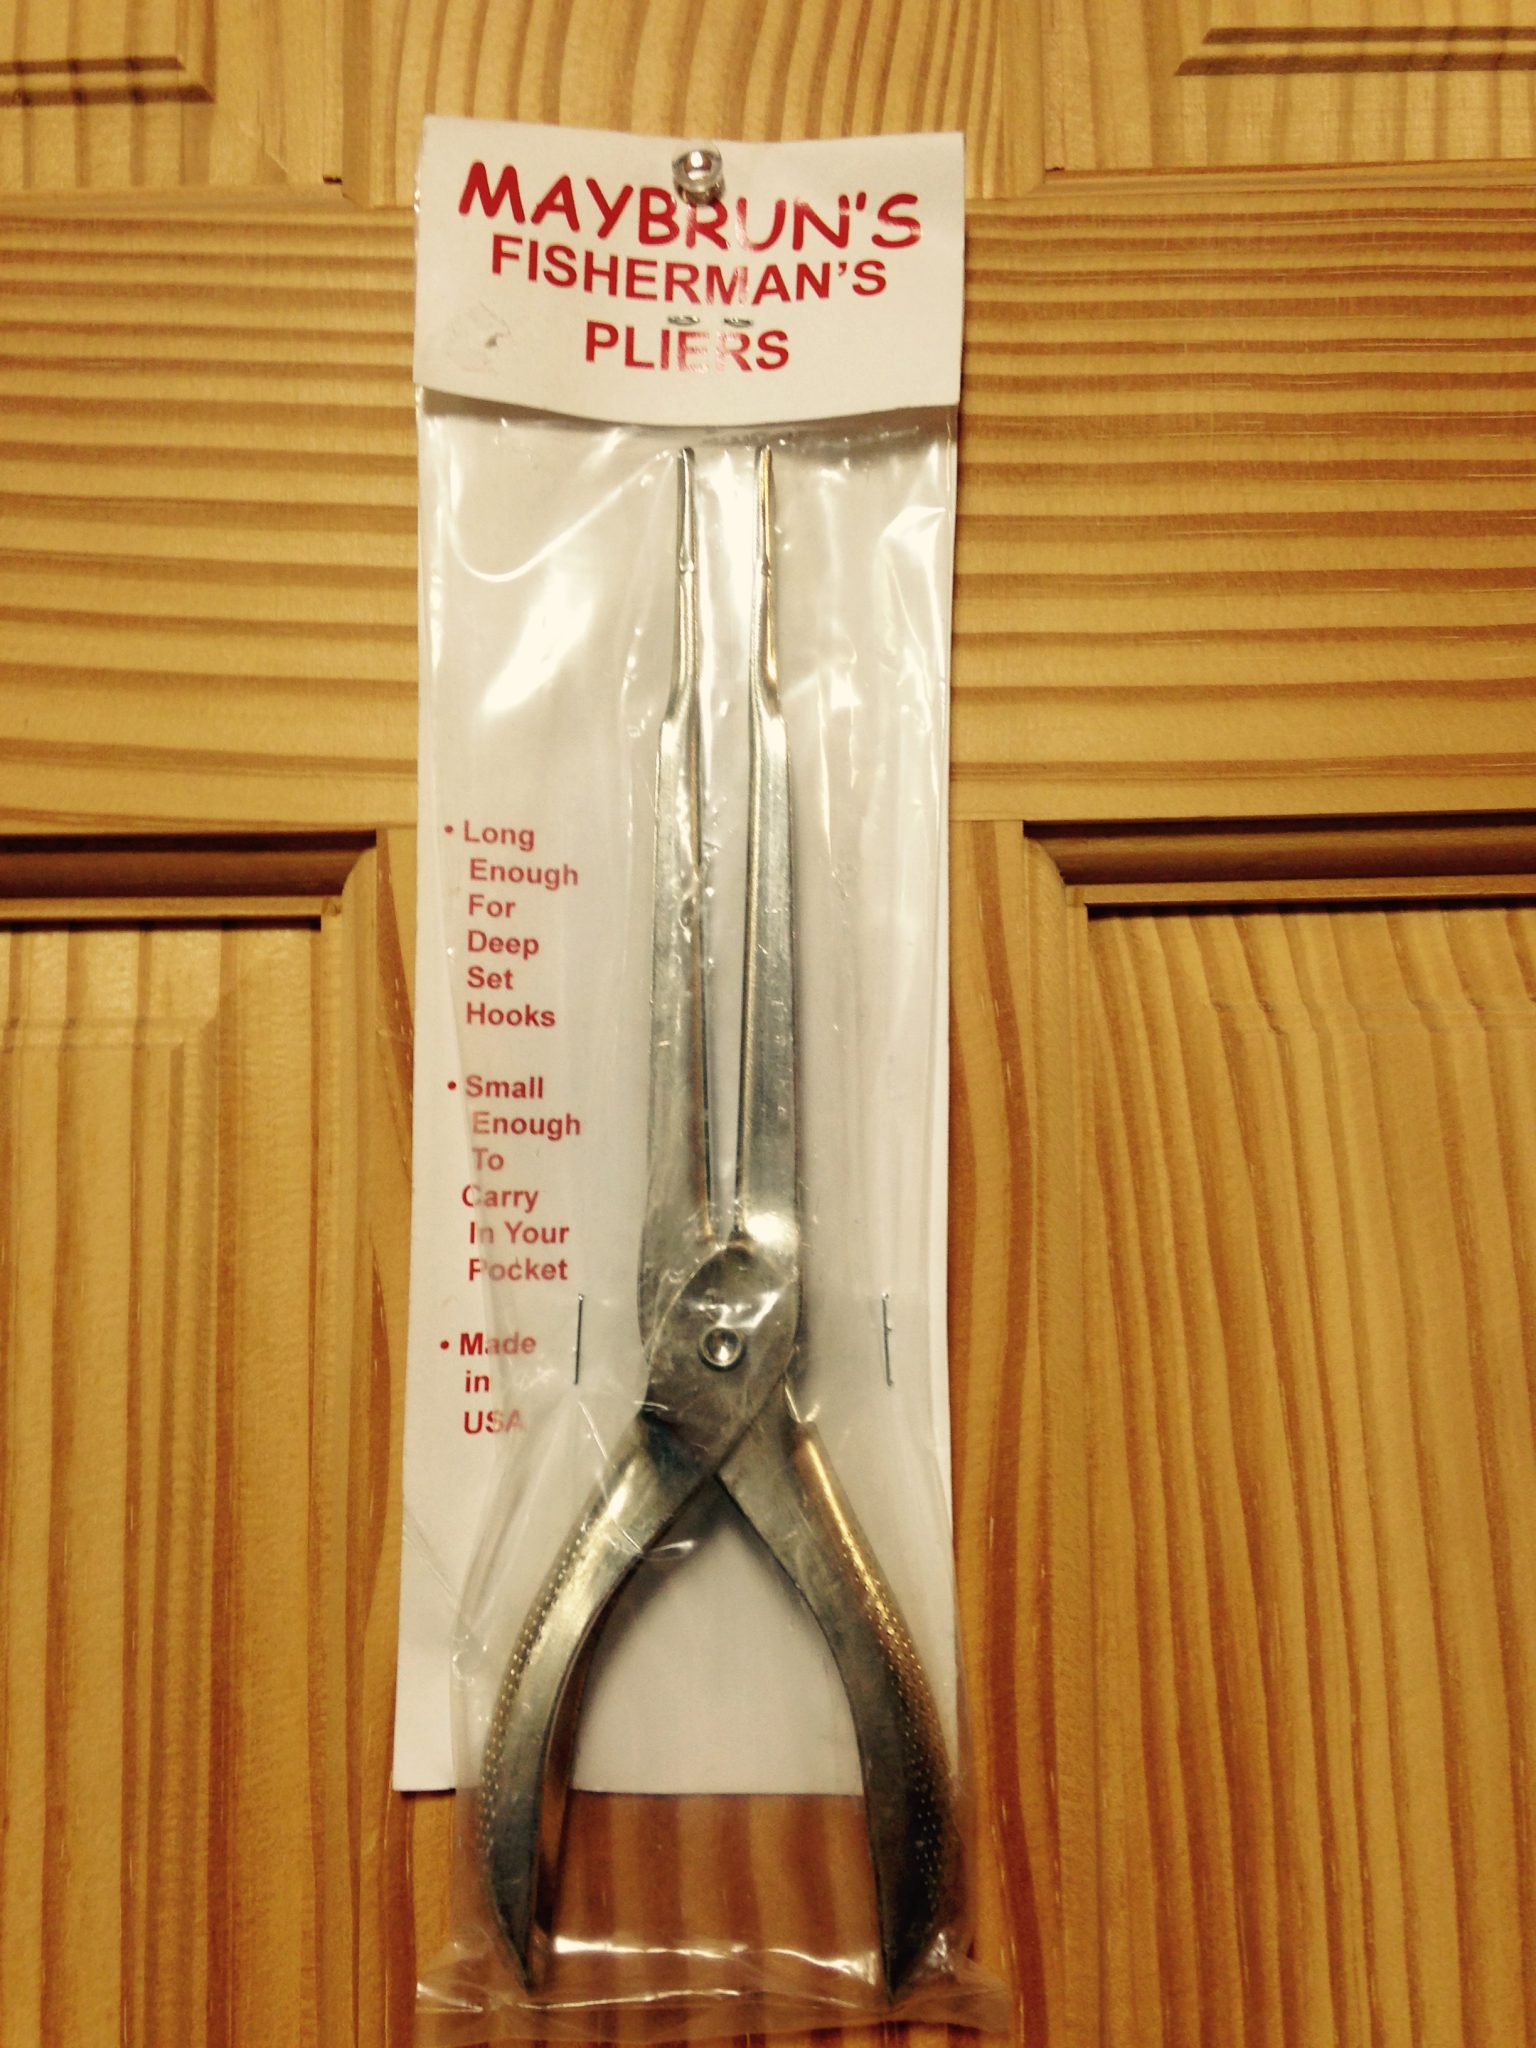 MAYBRUN'S
FISHERMAN'S
PLIERS
• Long
Enough
For
Deep
Set
Hooks
• Small
Enough
To
Carry
In Your
Pocket
• Made
in
USA